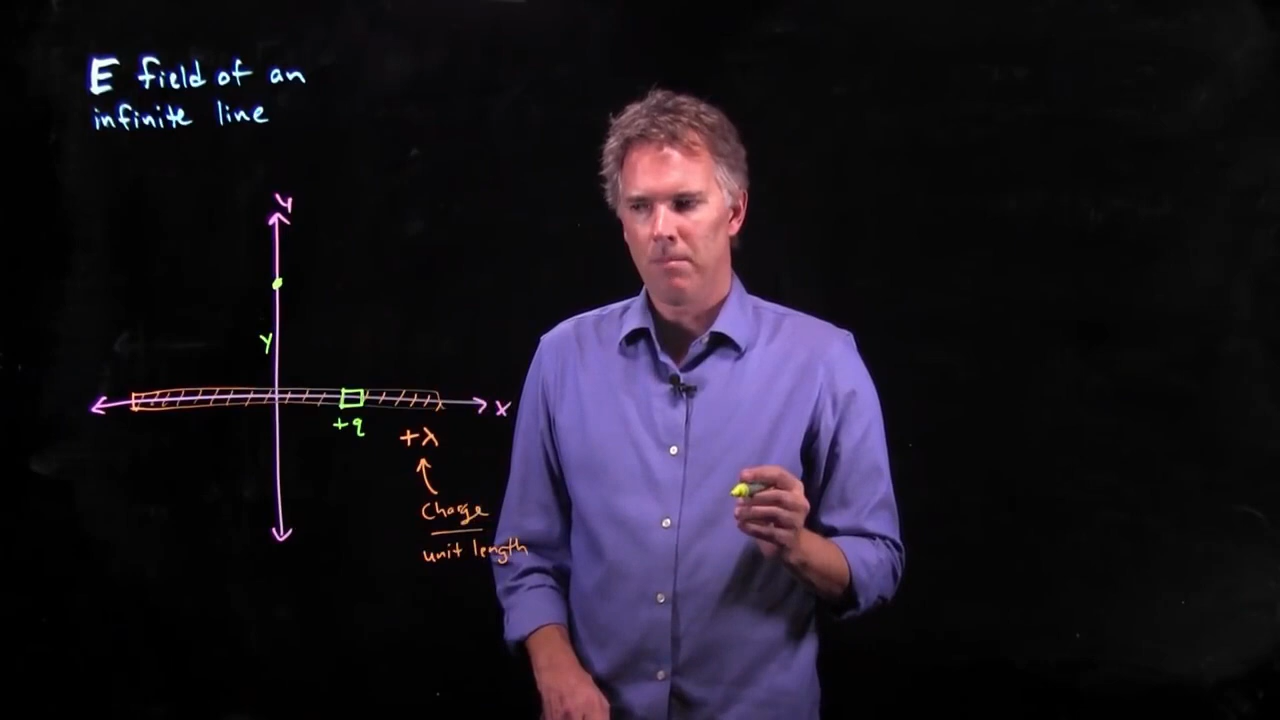 E field of an
infinite line
y
y
x
+q
+λ
Charge
unit length